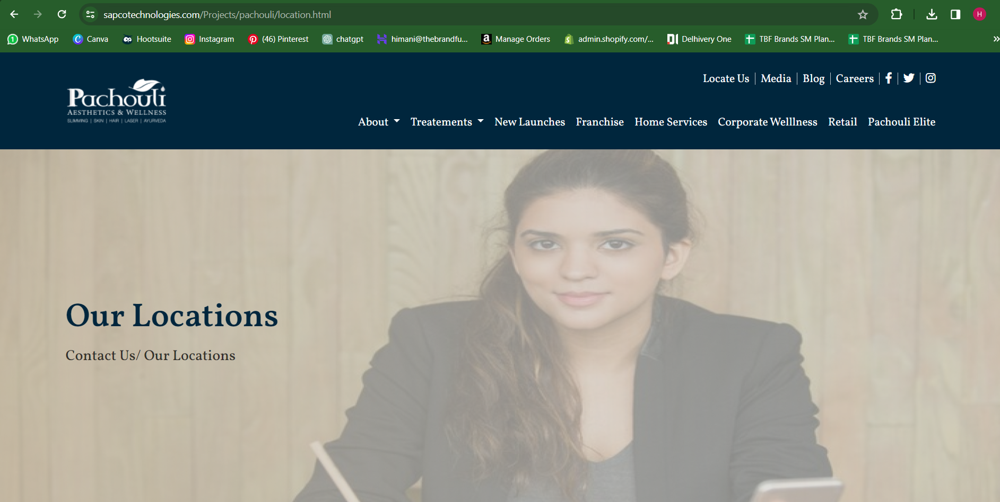 sapcotechnologies.com/Projects/pachouli/location.html
H
WhatsApp Canva Hootsuite Instagram (46) Pinterest chatgpt himani@thebrandfu... Manage Orders admin.shopify.com/... Delhivery One TBF Brands SM Plan... TBF Brands SM Plan...
Locate Us Media Blog Careers
Pachouli
AESTHETICS & WELLNESS
SLIMMING | SKIN | HAIR | LASER | AYURVEDA
About Treatements New Launches Franchise Home Services Corporate Welllness Retail Pachouli Elite
Our Locations
Contact Us/ Our Locations